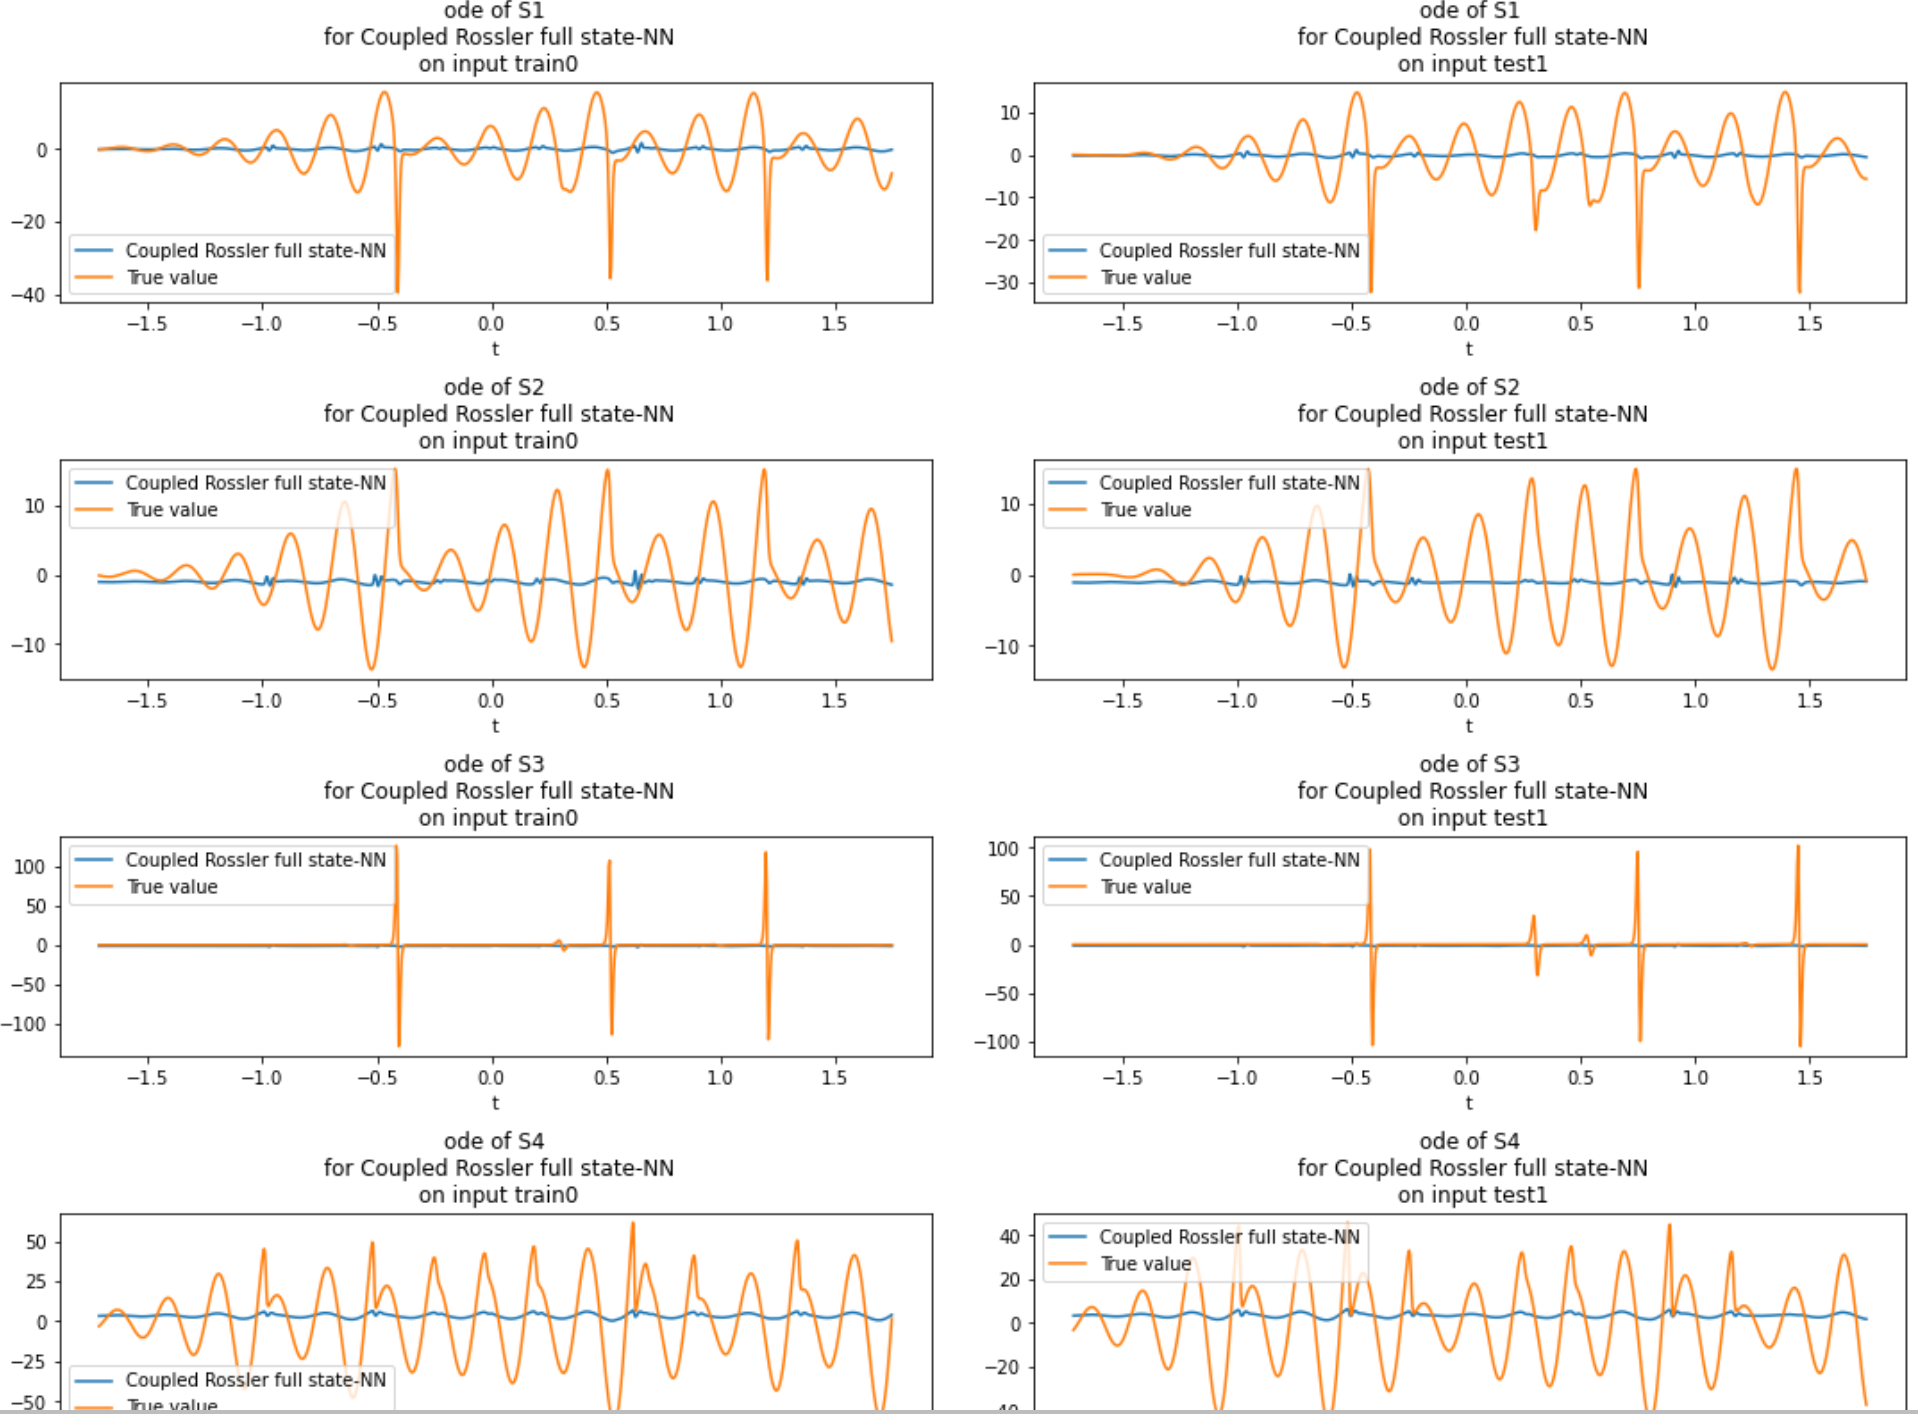 ode of S1
for Coupled Rossler full state-NN
on input train0
0
−20
−40
Coupled Rossler full state-NN
True value
−1.5 −1.0 −0.5 0.0 0.5 1.0 1.5
t
ode of S1
for Coupled Rossler full state-NN
on input test1
10
0
−10
−20
−30
Coupled Rossler full state-NN
True value
−1.5 −1.0 −0.5 0.0 0.5 1.0 1.5
t
ode of S2
for Coupled Rossler full state-NN
on input train0
10
0
−10
Coupled Rossler full state-NN
True value
−1.5 −1.0 −0.5 0.0 0.5 1.0 1.5
t
ode of S2
for Coupled Rossler full state-NN
on input test1
10
0
−10
Coupled Rossler full state-NN
True value
−1.5 −1.0 −0.5 0.0 0.5 1.0 1.5
t
ode of S3
for Coupled Rossler full state-NN
on input train0
100
50
0
−50
−100
Coupled Rossler full state-NN
True value
−1.5 −1.0 −0.5 0.0 0.5 1.0 1.5
t
ode of S3
for Coupled Rossler full state-NN
on input test1
100
50
0
−50
−100
Coupled Rossler full state-NN
True value
−1.5 −1.0 −0.5 0.0 0.5 1.0 1.5
t
ode of S4
for Coupled Rossler full state-NN
on input train0
50
25
0
−25
−50
Coupled Rossler full state-NN
True value
ode of S4
for Coupled Rossler full state-NN
on input test1
40
20
0
−20
Coupled Rossler full state-NN
True value